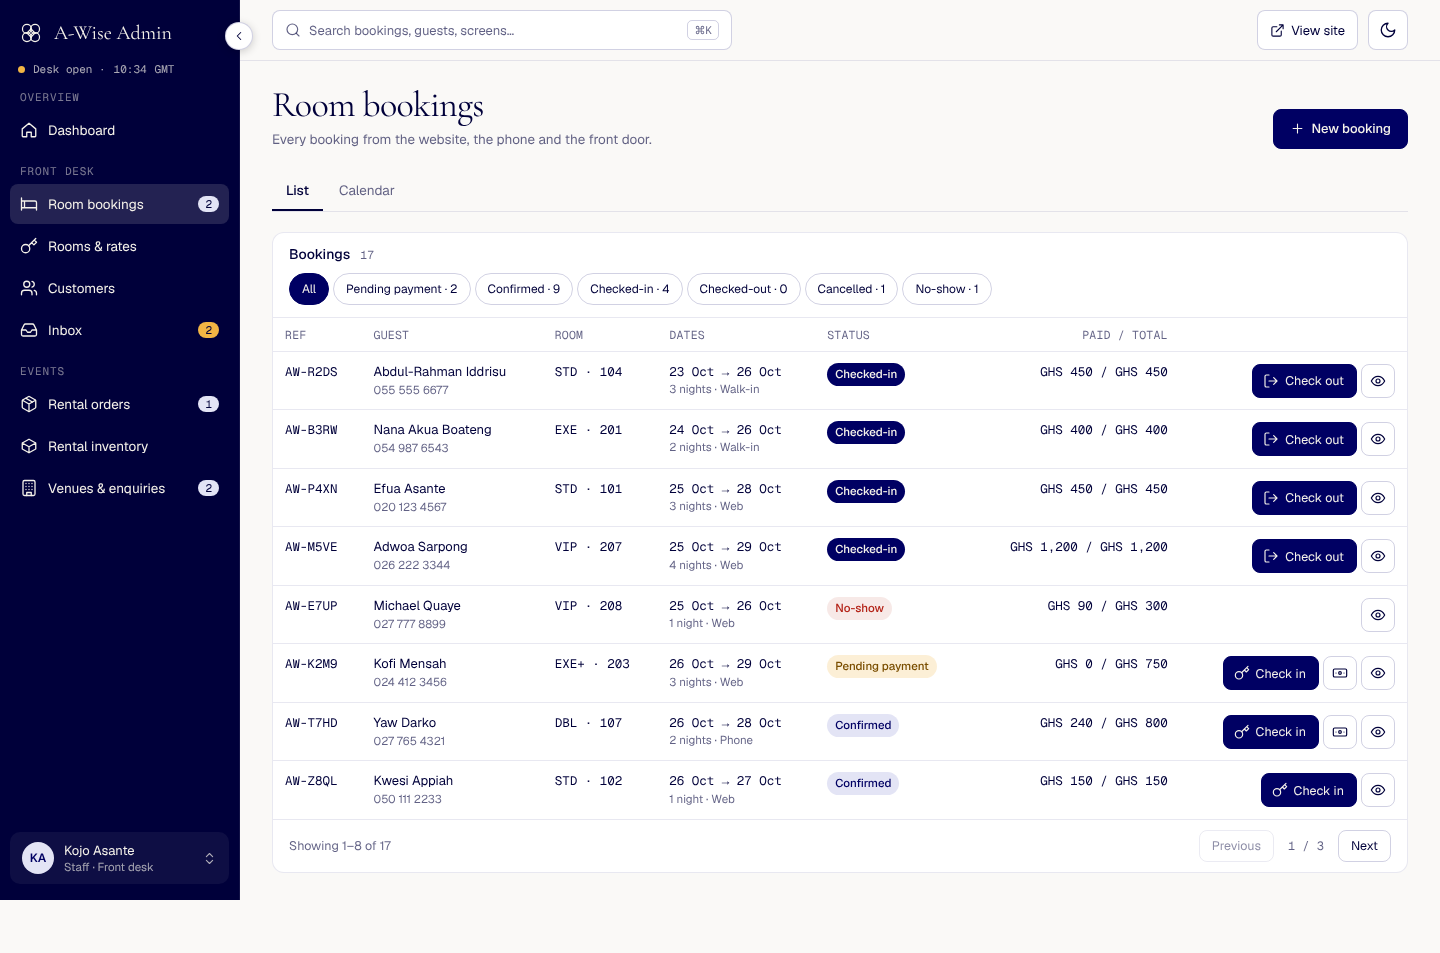 A-Wise Admin
Desk open · 10:34 GMT
OVERVIEW
Dashboard
FRONT DESK
Room bookings 2
Rooms & rates
Customers
Inbox 2
EVENTS
Rental orders 1
Rental inventory
Venues & enquiries 2
KA
Kojo Asante
Staff · Front desk
Search bookings, guests, screens... ⌘K
View site
Room bookings
Every booking from the website, the phone and the front door.
New booking
List Calendar
Bookings 17
All Pending payment · 2 Confirmed · 9 Checked-in · 4 Checked-out · 0 Cancelled · 1 No-show · 1
REF GUEST ROOM DATES STATUS PAID / TOTAL
AW-R2DS Abdul-Rahman Iddrisu STD · 104 23 Oct → 26 Oct Checked-in GHS 450 / GHS 450 Check out
055 555 6677 3 nights · Walk-in
AW-B3RW Nana Akua Boateng EXE · 201 24 Oct → 26 Oct Checked-in GHS 400 / GHS 400 Check out
054 987 6543 2 nights · Walk-in
AW-P4XN Efua Asante STD · 101 25 Oct → 28 Oct Checked-in GHS 450 / GHS 450 Check out
020 123 4567 3 nights · Web
AW-M5VE Adwoa Sarpong VIP · 207 25 Oct → 29 Oct Checked-in GHS 1,200 / GHS 1,200 Check out
026 222 3344 4 nights · Web
AW-E7UP Michael Quaye VIP · 208 25 Oct → 26 Oct No-show GHS 90 / GHS 300
027 777 8899 1 night · Web
AW-K2M9 Kofi Mensah EXE+ · 203 26 Oct → 29 Oct Pending payment GHS 0 / GHS 750 Check in
024 412 3456 3 nights · Web
AW-T7HD Yaw Darko DBL · 107 26 Oct → 28 Oct Confirmed GHS 240 / GHS 800 Check in
027 765 4321 2 nights · Phone
AW-Z8QL Kwesi Appiah STD · 102 26 Oct → 27 Oct Confirmed GHS 150 / GHS 150 Check in
050 111 2233 1 night · Web
Showing 1–8 of 17 Previous 1 / 3 Next